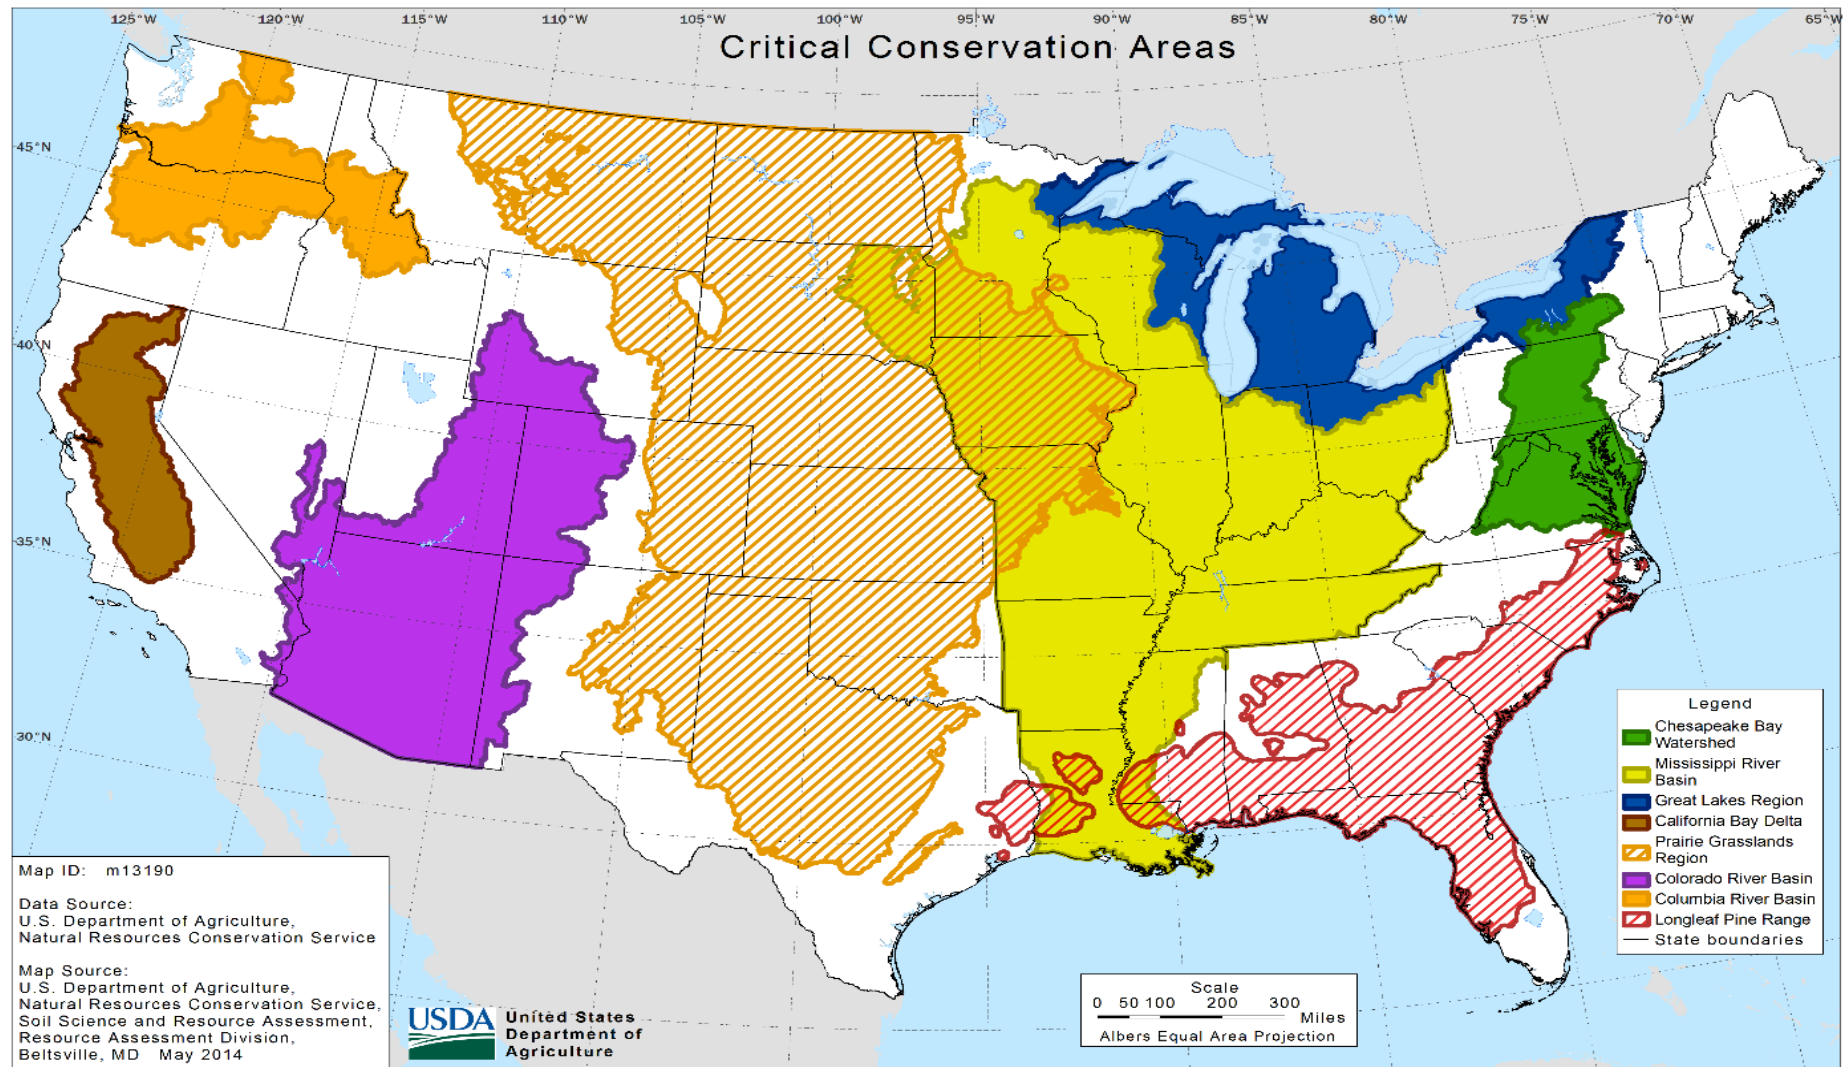 125°W 120°W 115°W 110°W 105°W 100°W 95°W 90°W 85°W 80°W 75°W 70°W 65°W
Critical Conservation Areas
45°N
40°N
35°N
30°N
Legend
Chesapeake Bay
Watershed
Mississippi River
Basin
Great Lakes Region
California Bay Delta
Prairie Grasslands
Region
Colorado River Basin
Columbia River Basin
Longleaf Pine Range
State boundaries
Map ID: m13190
Data Source:
U.S. Department of Agriculture,
Natural Resources Conservation Service
Map Source:
U.S. Department of Agriculture,
Natural Resources Conservation Service,
Soil Science and Resource Assessment,
Resource Assessment Division,
Beltsville, MD May 2014
USDA
United States
Department of
Agriculture
Scale
0 50 100 200 300
Miles
Albers Equal Area Projection